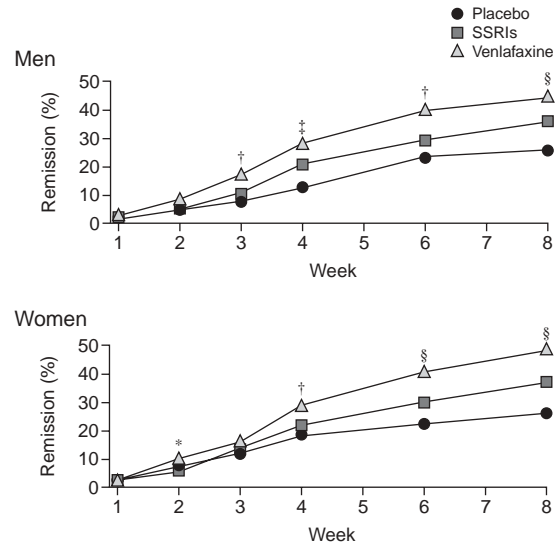 Placebo
SSRIs
Venlafaxine
Men
Remission (%)
50
40
30
20
10
0
† ‡ † §
1 2 3 4 5 6 7 8
Week
Women
Remission (%)
50
40
30
20
10
0
* † § §
1 2 3 4 5 6 7 8
Week